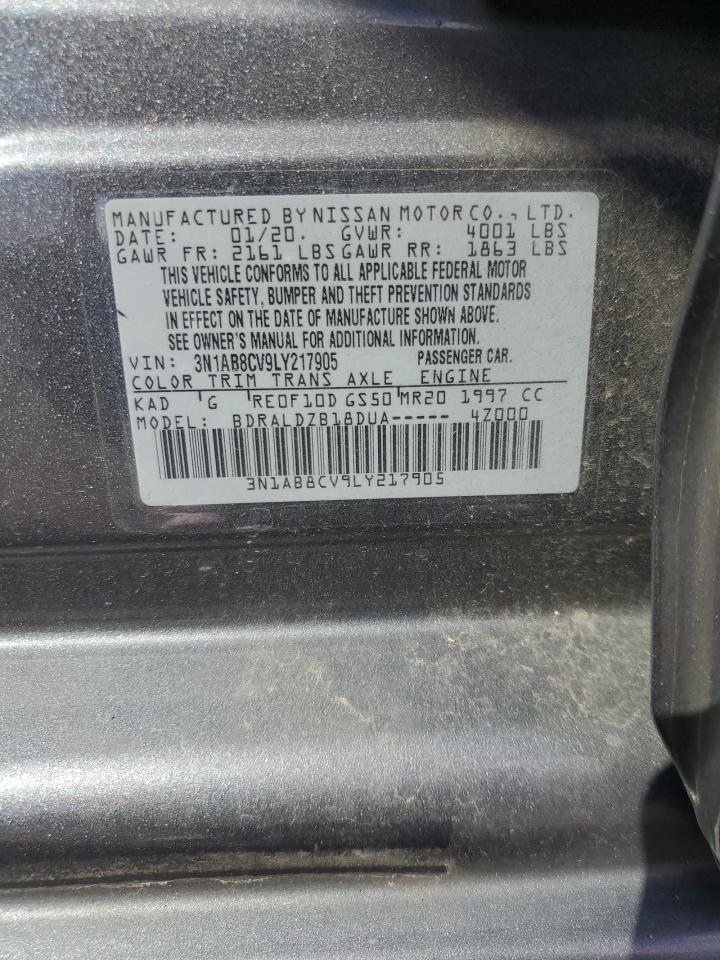 MANUFACTURED BY NISSAN MOTOR CO., LTD.
DATE: 01/20. GVWR: 4001 LBS
GAWR FR: 2161 LBS GAWR RR: 1863 LBS
THIS VEHICLE CONFORMS TO ALL APPLICABLE FEDERAL MOTOR
VEHICLE SAFETY, BUMPER AND THEFT PREVENTION STANDARDS
IN EFFECT ON THE DATE OF MANUFACTURE SHOWN ABOVE.
SEE OWNER'S MANUAL FOR ADDITIONAL INFORMATION.
VIN: 3N1AB8CV9LY217905 PASSENGER CAR.
COLOR TRIM TRANS AXLE ENGINE
KAD G RE0F10D GS50 MR20 1997 CC
MODEL: BDRALDZB18DUA----- 4Z000
3N1AB8CV9LY217905